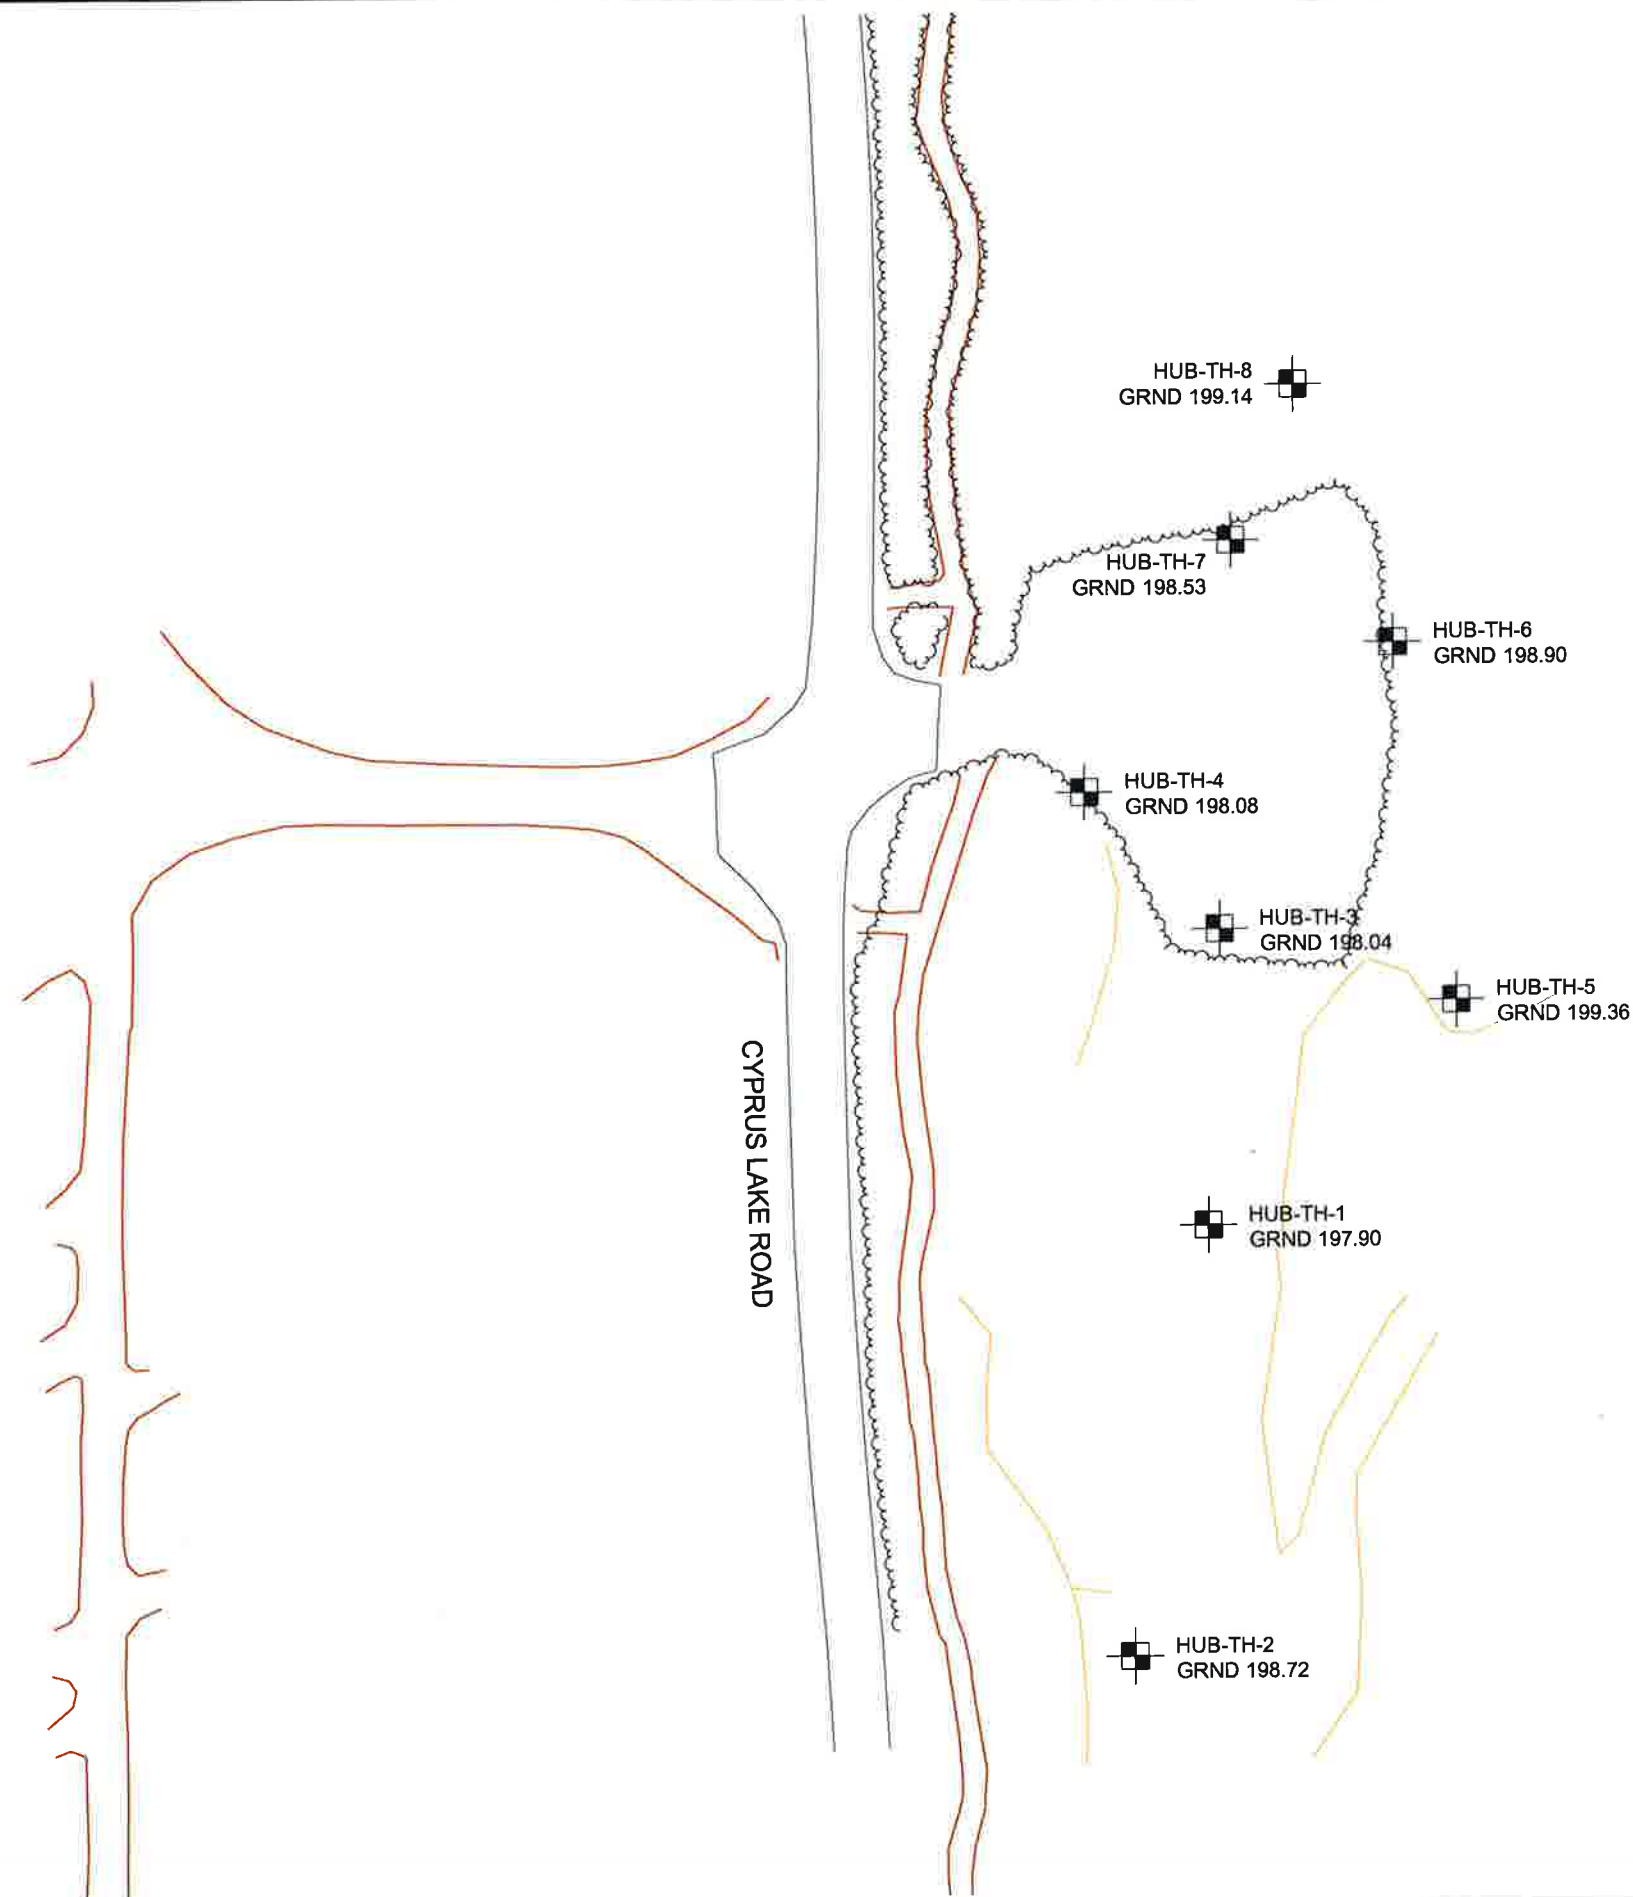 HUB-TH-8
GRND 199.14
HUB-TH-7
GRND 198.53
HUB-TH-6
GRND 198.90
HUB-TH-4
GRND 198.08
HUB-TH-3
GRND 198.04
HUB-TH-5
GRND 199.36
CYPRUS LAKE ROAD
HUB-TH-1
GRND 197.90
HUB-TH-2
GRND 198.72